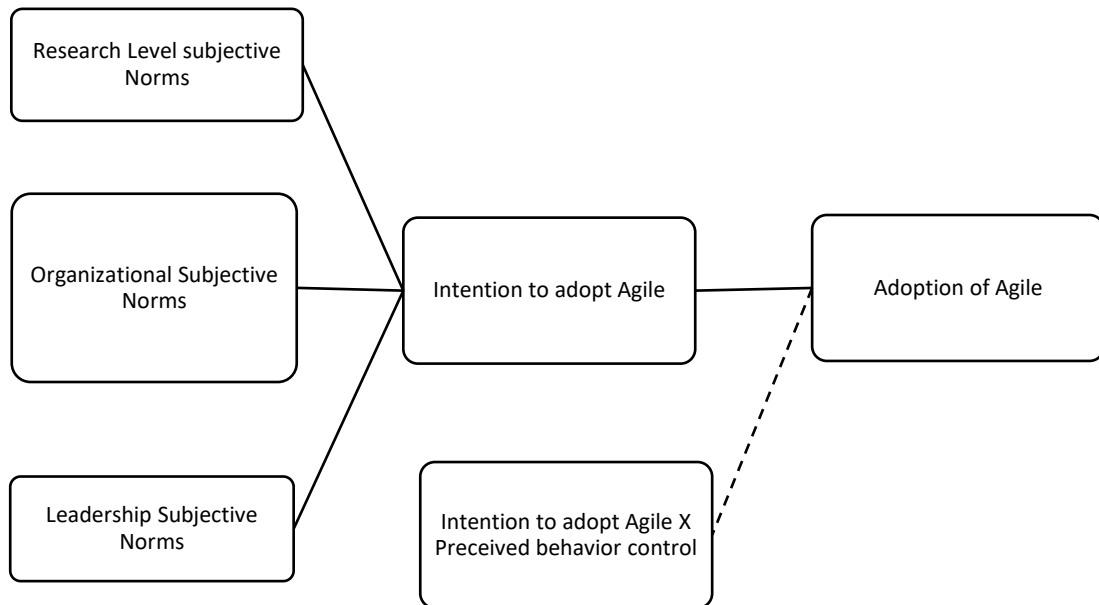 Research Level subjective
Norms
Organizational Subjective
Norms
Intention to adopt Agile
Adoption of Agile
Leadership Subjective
Norms
Intention to adopt Agile X
Preceived behavior control